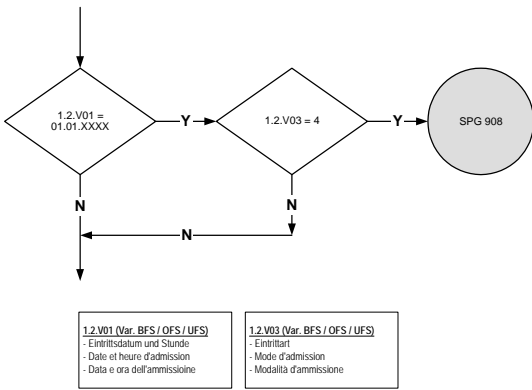 1.2.V01 =
01.01.XXXX
Y
1.2.V03 = 4
Y
SPG 908
N
N
N
1.2.V01 (Var. BFS / OFS / UFS)
- Eintrittsdatum und Stunde
- Date et heure d'admission
- Data e ora dell'ammissioine
1.2.V03 (Var. BFS / OFS / UFS)
- Eintrittart
- Mode d'admission
- Modalità d'ammissione